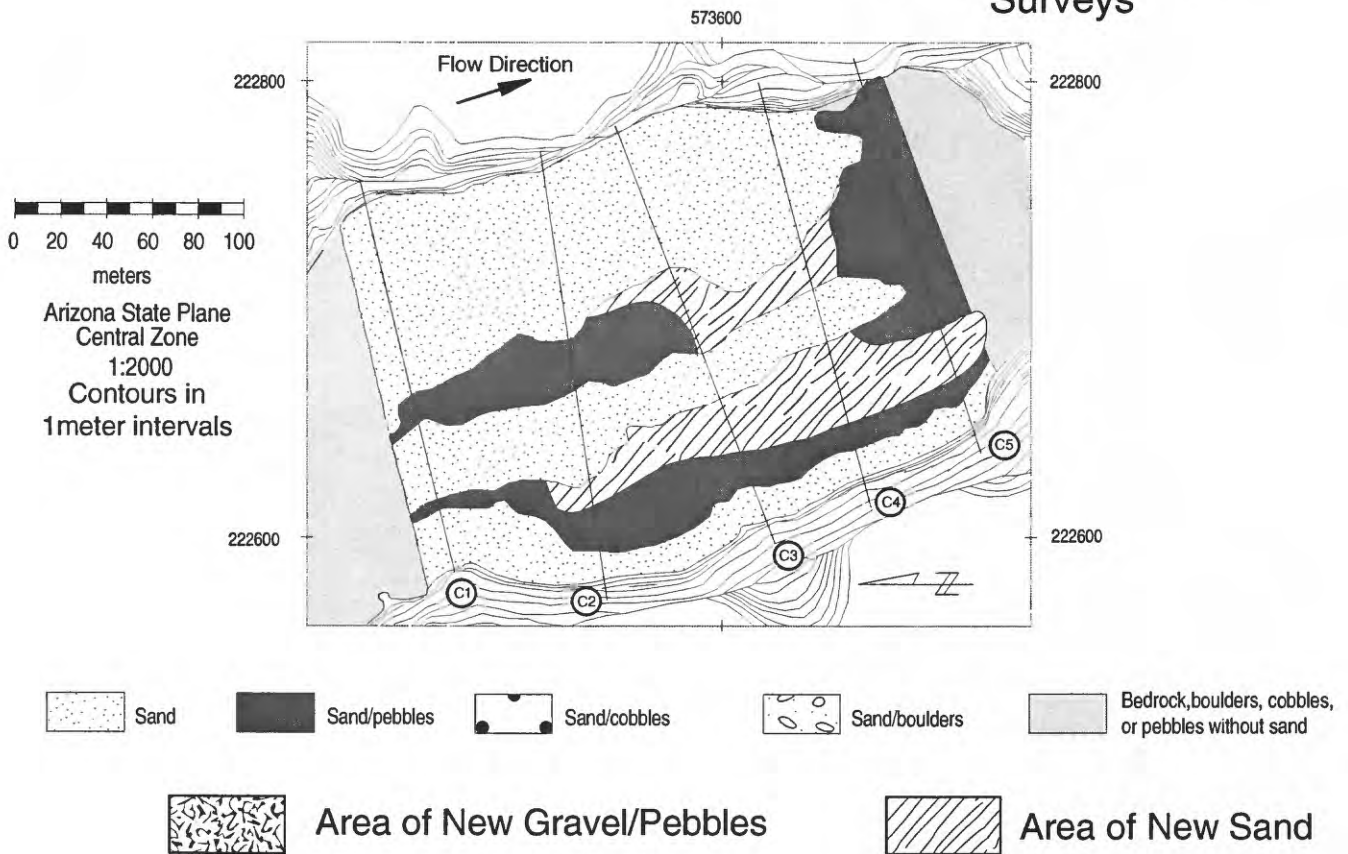 Surveys
573600
Flow Direction
222800
222800
0 20 40 60 80 100
meters
Arizona State Plane
Central Zone
1:2000
Contours in
1meter intervals
222600
222600
C1
C2
C3
C4
C5
N
Sand
Sand/pebbles
Sand/cobbles
Sand/boulders
Bedrock,boulders, cobbles,
or pebbles without sand
Area of New Gravel/Pebbles
Area of New Sand